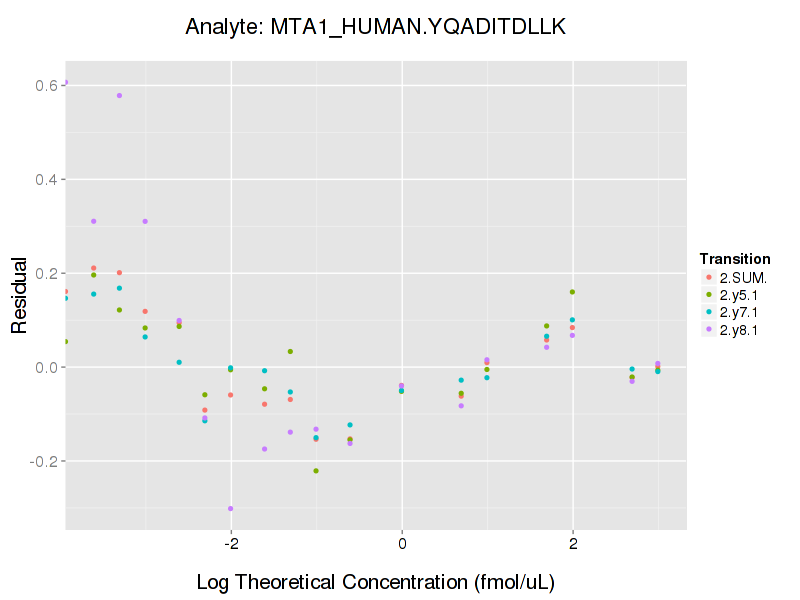 Analyte: MTA1_HUMAN.YQADITDLLK
Residual
0.6
0.4
0.2
0.0
-0.2
-2
0
2
Log Theoretical Concentration (fmol/uL)
Transition
2.SUM.
2.y5.1
2.y7.1
2.y8.1